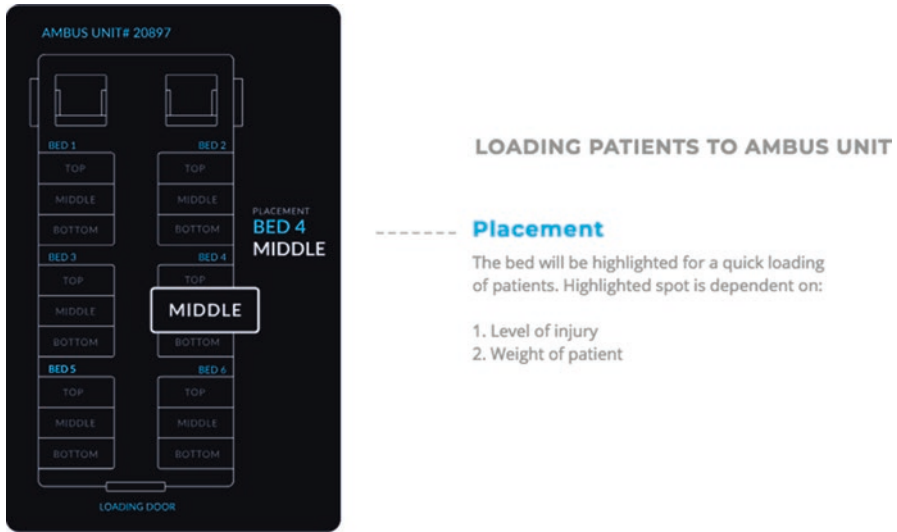 AMBUS UNIT# 20897
BED 1
TOP
MIDDLE
BOTTOM
BED 2
TOP
MIDDLE
BOTTOM
BED 3
TOP
MIDDLE
BOTTOM
BED 4
TOP
MIDDLE
BOTTOM
BED 5
TOP
MIDDLE
BOTTOM
BED 6
TOP
MIDDLE
BOTTOM
LOADING DOOR
PLACEMENT
BED 4
MIDDLE
LOADING PATIENTS TO AMBUS UNIT
Placement
The bed will be highlighted for a quick loading
of patients. Highlighted spot is dependent on:
1. Level of injury
2. Weight of patient